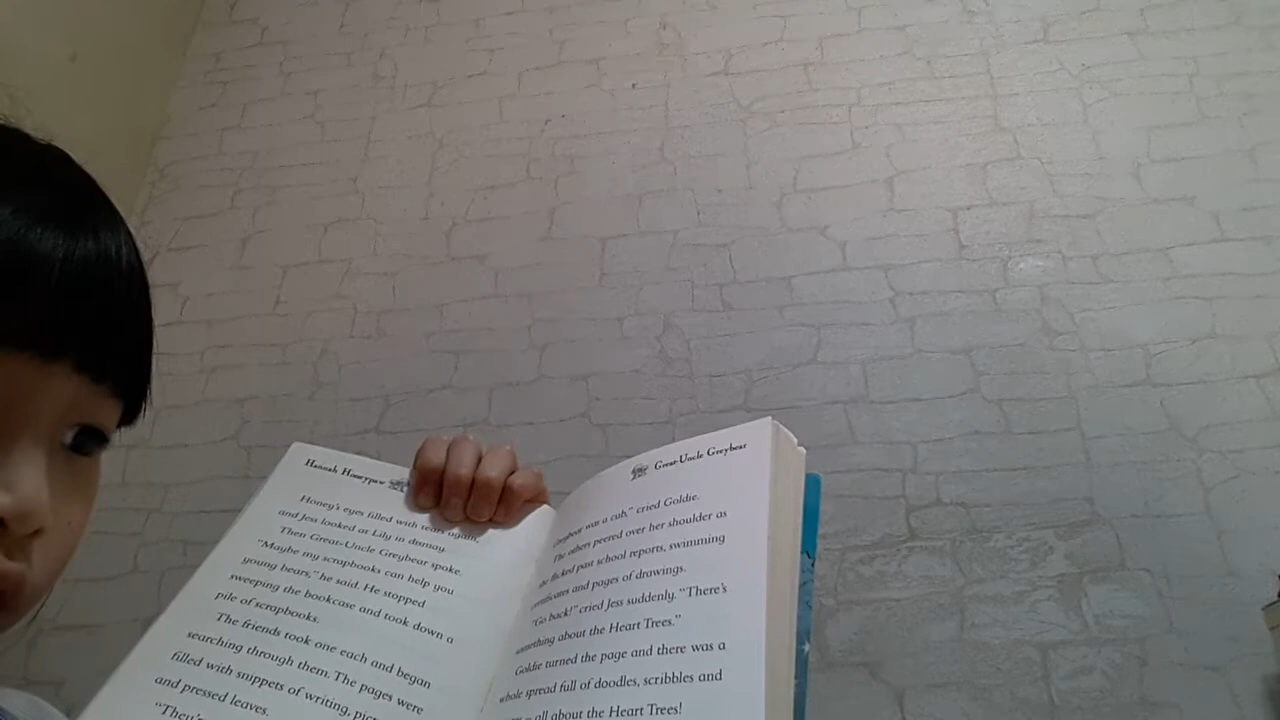 Hannah Honeypaw
Honey's eyes filled with tears again,
and Jess looked at Lily in dismay.
Then Great-Uncle Greybear spoke.
"Maybe my scrapbooks can help you
young bears," he said. He stopped
sweeping the bookcase and took down a
pile of scrapbooks.
The friends took one each and began
searching through them. The pages were
filled with snippets of writing,
and pressed leaves.
Great-Uncle Greybear
Greybear was a cub," cried Goldie.
The others peered over her shoulder as
she flicked past school reports, swimming
certificates and pages of drawings.
"Go back!" cried Jess suddenly. "There's
something about the Heart Trees."
Goldie turned the page and there was a
whole spread full of doodles, scribbles and
– all about the Heart Trees!